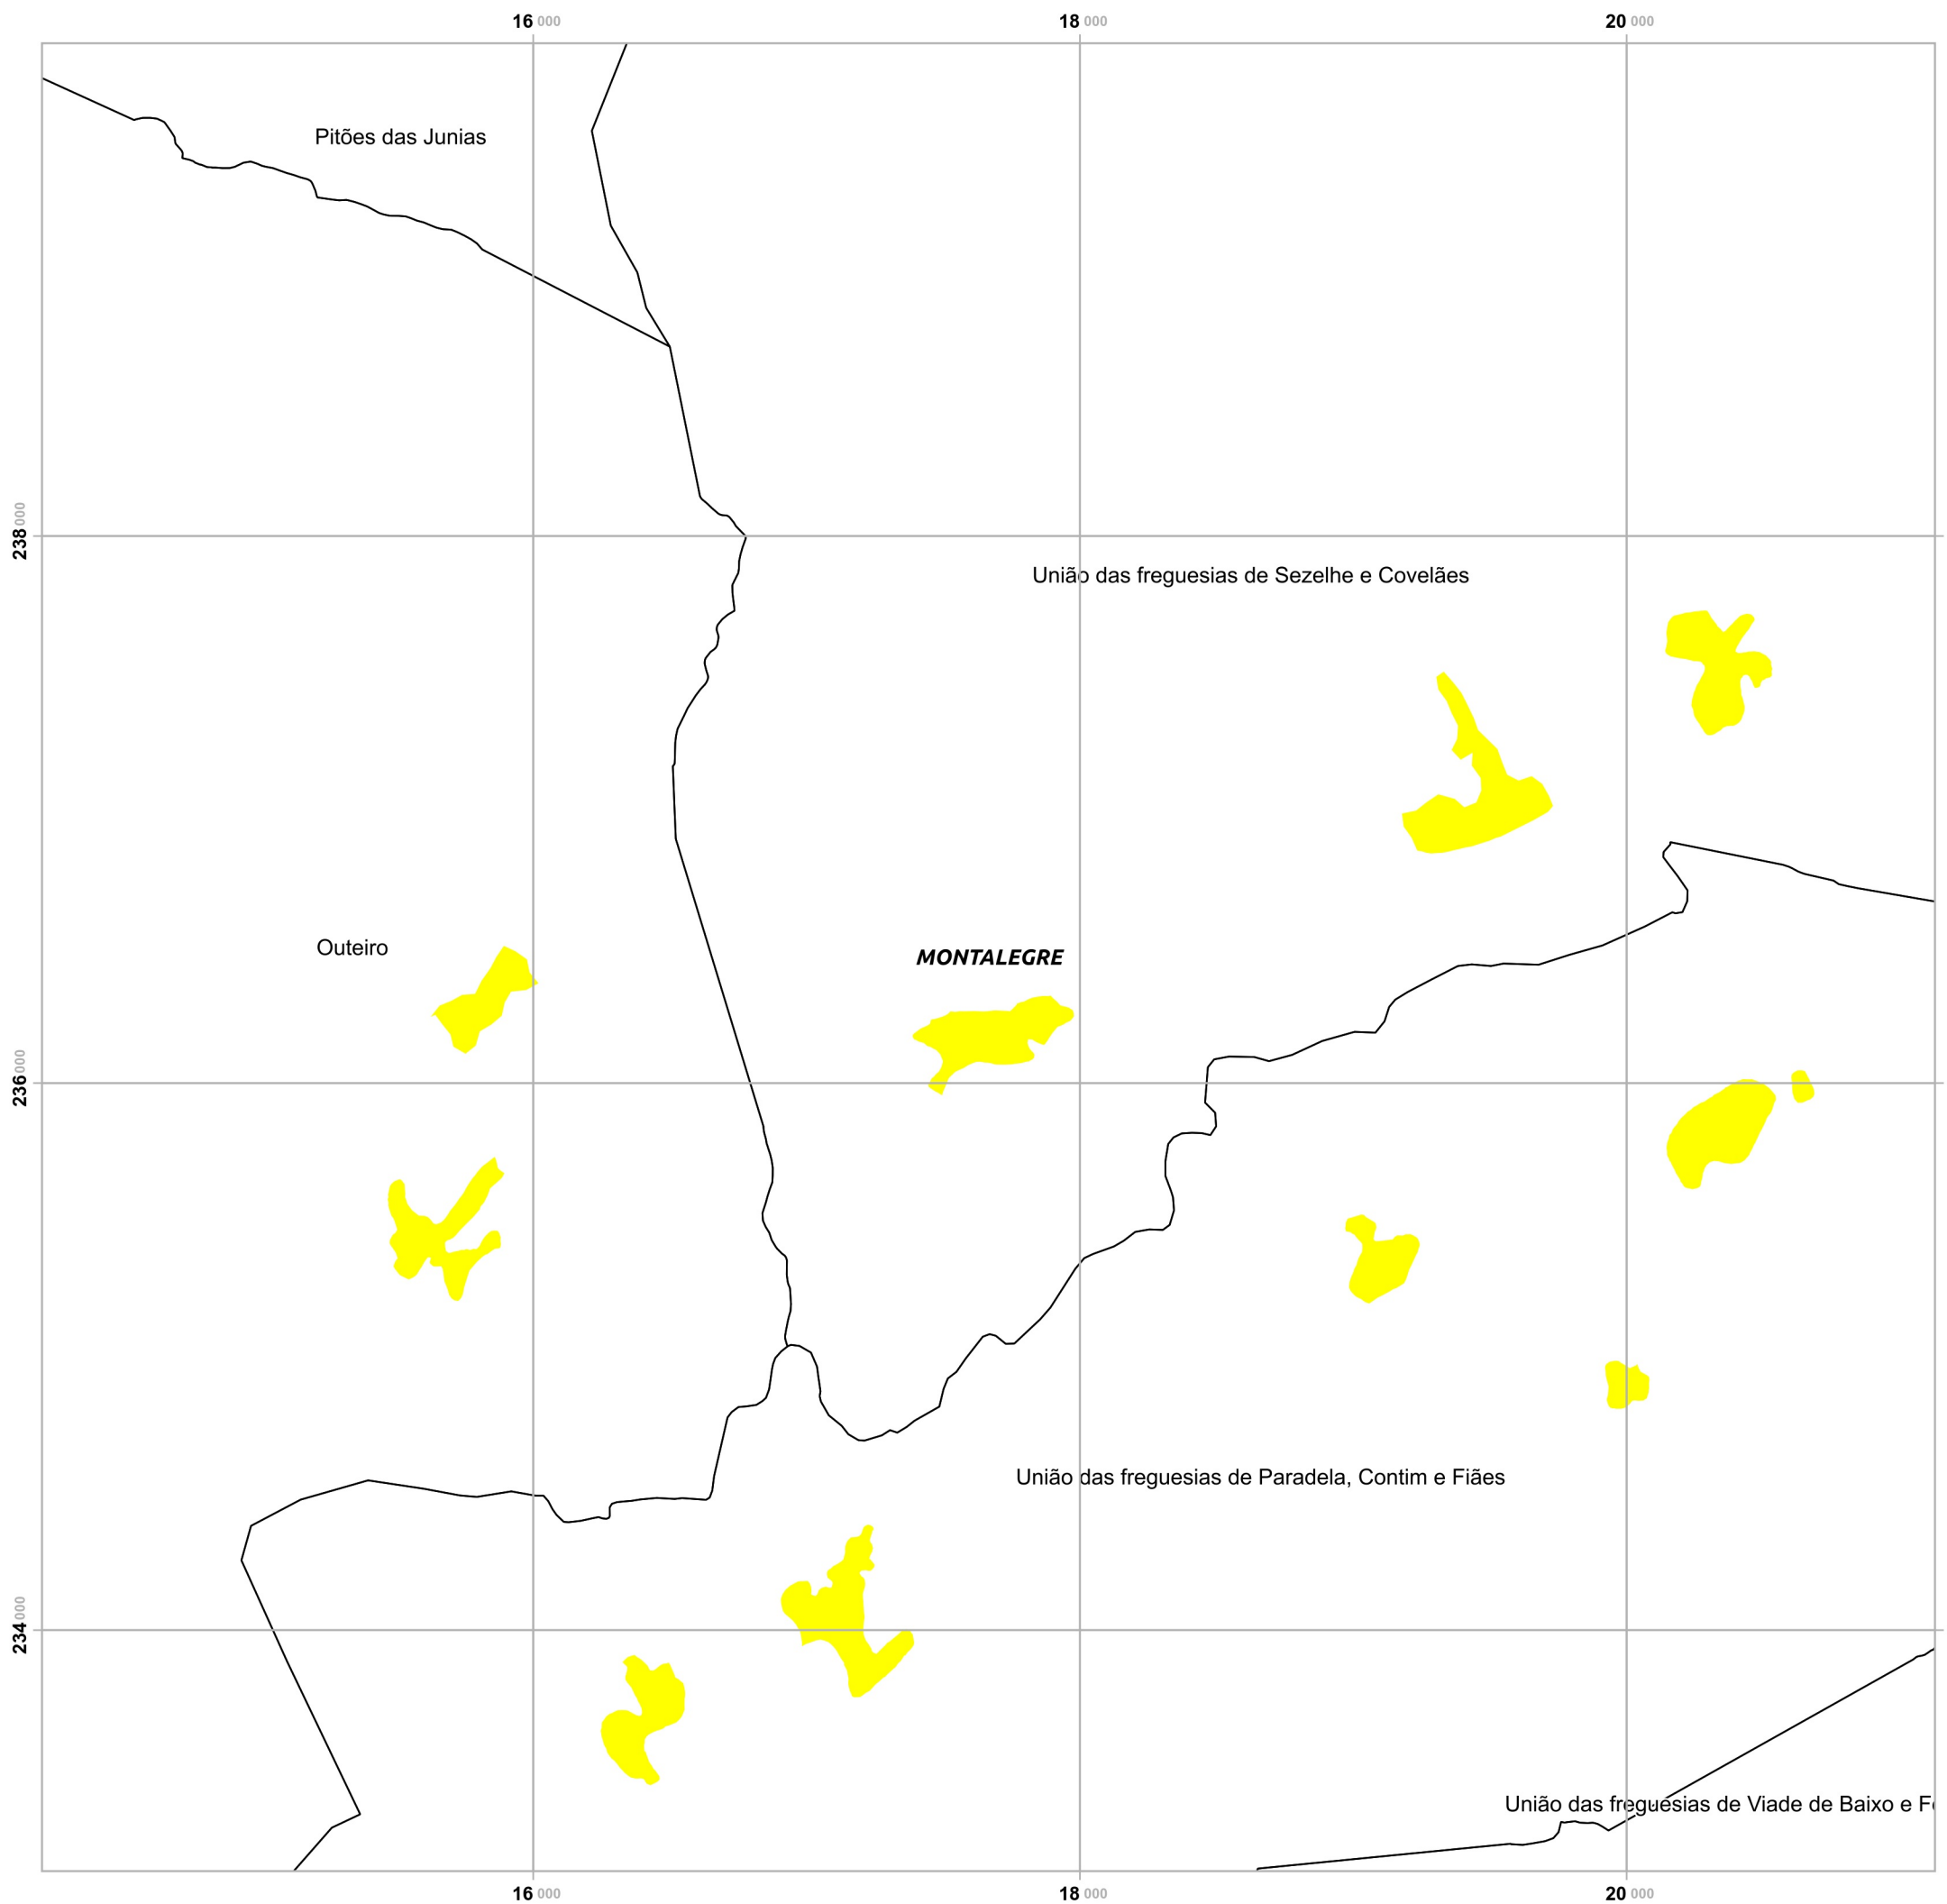 16 000 18 000 20 000
Pitões das Junias
238 000
União das freguesias de Sezelhe e Covelães
Outeiro
MONTALEGRE
236 000
União das freguesias de Paradela, Contim e Fiães
234 000
União das freguesias de Viade de Baixo e F
16 000 18 000 20 000